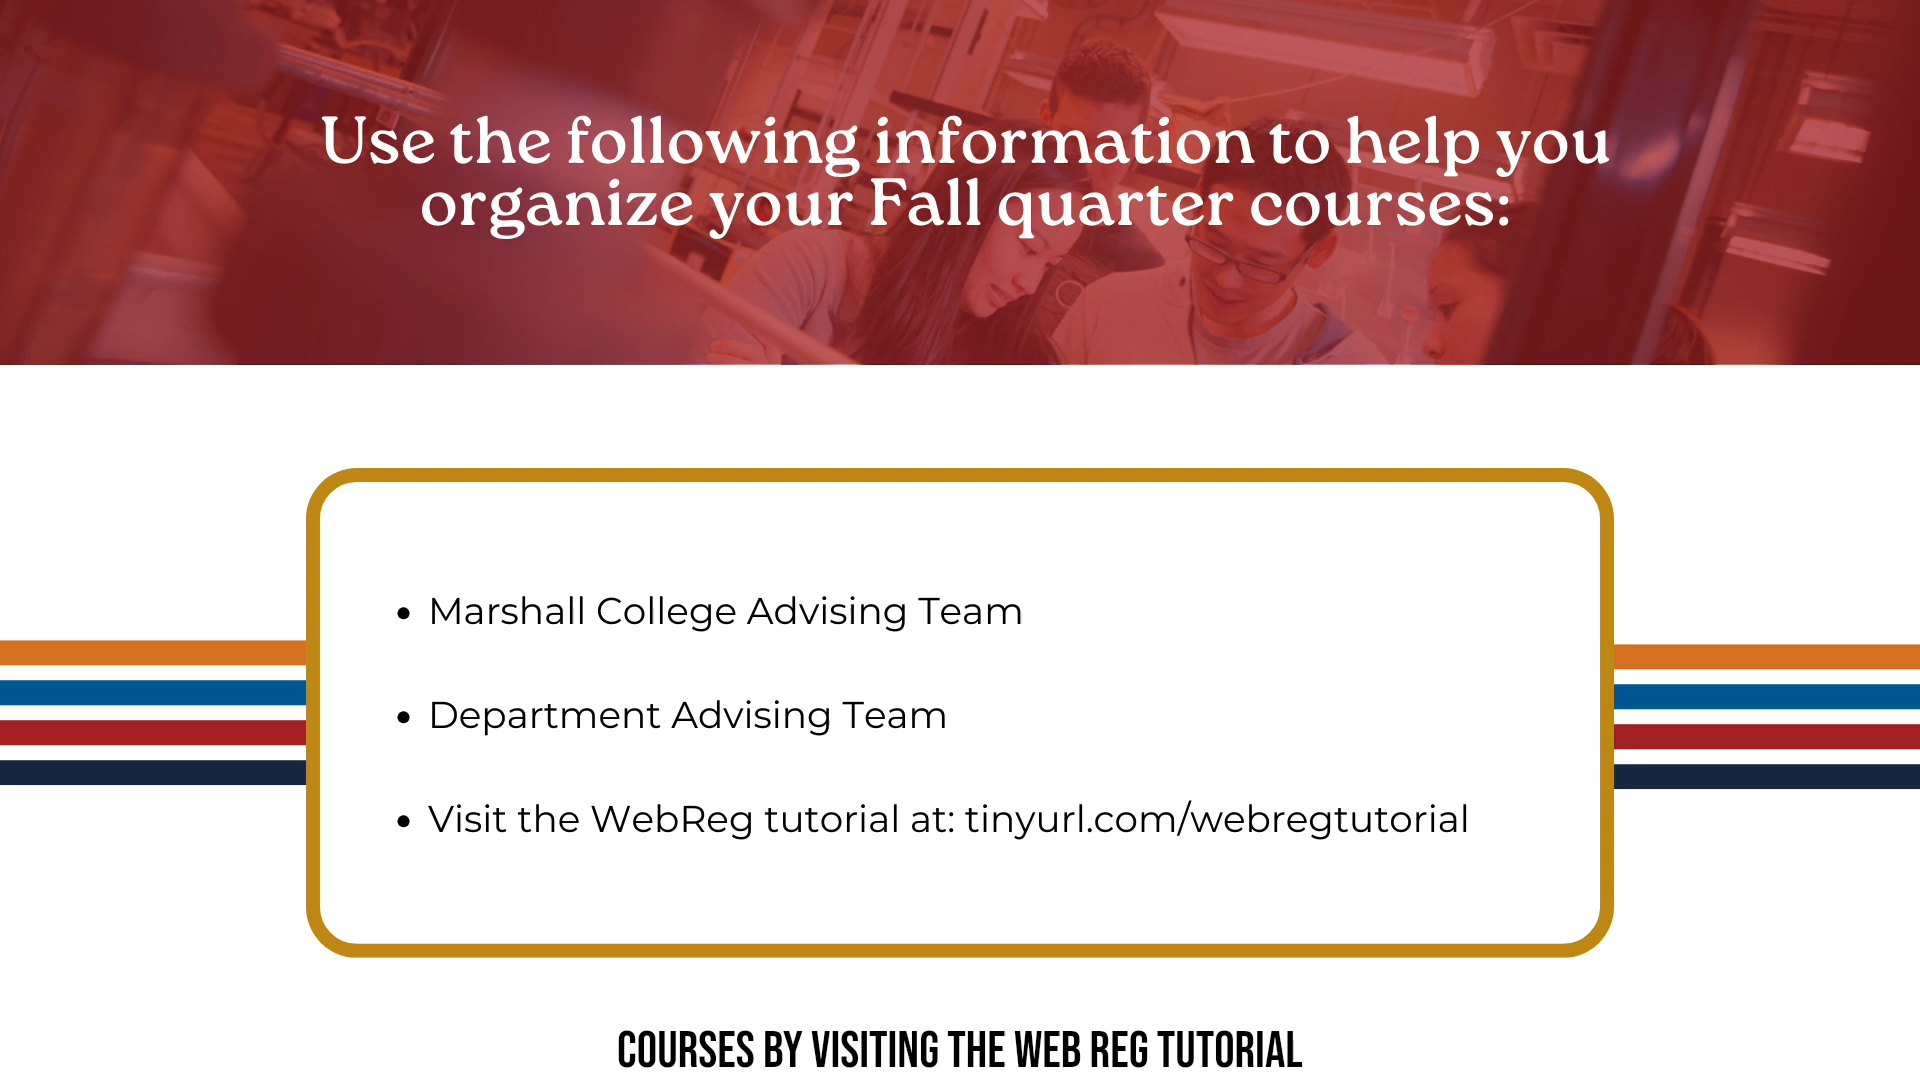 Use the following information to help you
organize your Fall quarter courses:
• Marshall College Advising Team
• Department Advising Team
• Visit the WebReg tutorial at: tinyurl.com/webregtutorial
COURSES BY VISITING THE WEB REG TUTORIAL